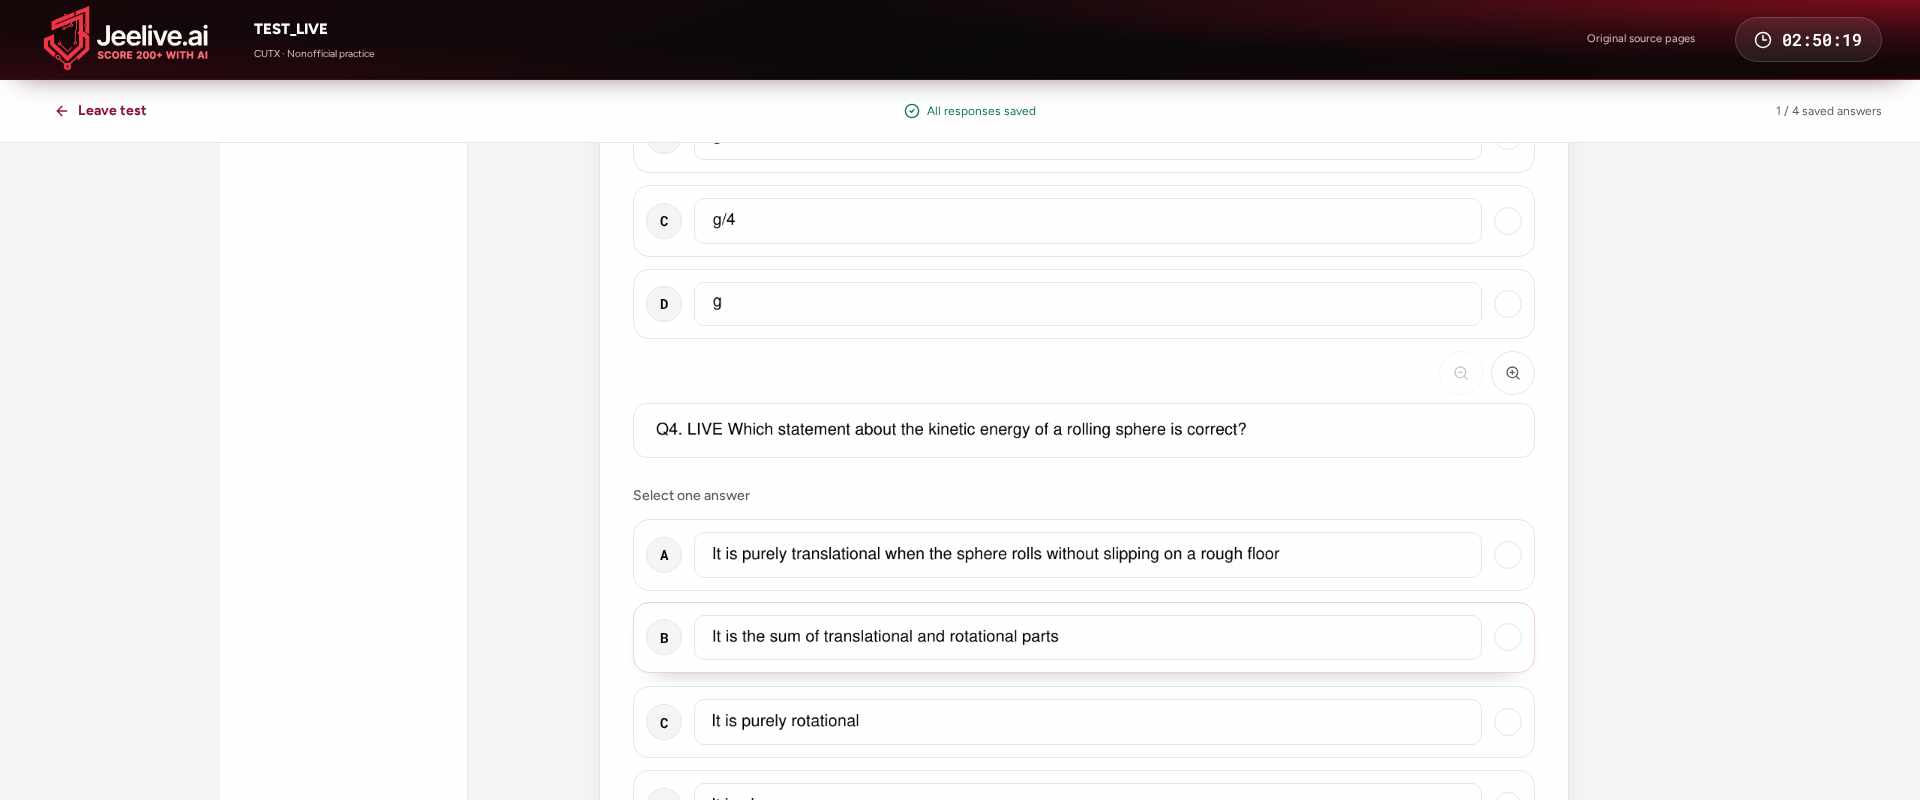 Jeelive.ai
SCORE 200+ WITH AI
TEST_LIVE
CUTX · Nonofficial practice
Original source pages
02:50:19
Leave test
All responses saved
1 / 4 saved answers
C g/4
D g
Q4. LIVE Which statement about the kinetic energy of a rolling sphere is correct?
Select one answer
A It is purely translational when the sphere rolls without slipping on a rough floor
B It is the sum of translational and rotational parts
C It is purely rotational